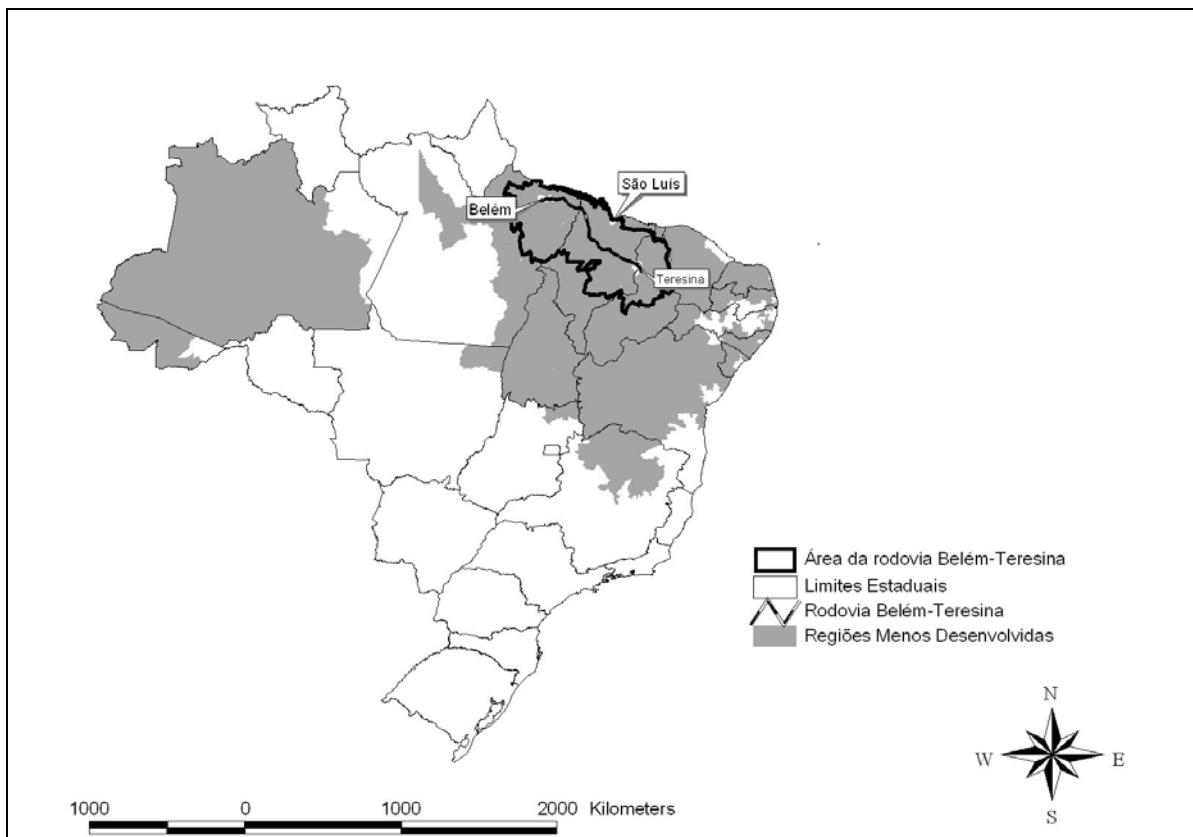 São Luís
Belém
Teresina
Área da rodovia Belém-Teresina
Limites Estaduais
Rodovia Belém-Teresina
Regiões Menos Desenvolvidas
N
W E
S
1000 0 1000 2000 Kilometers